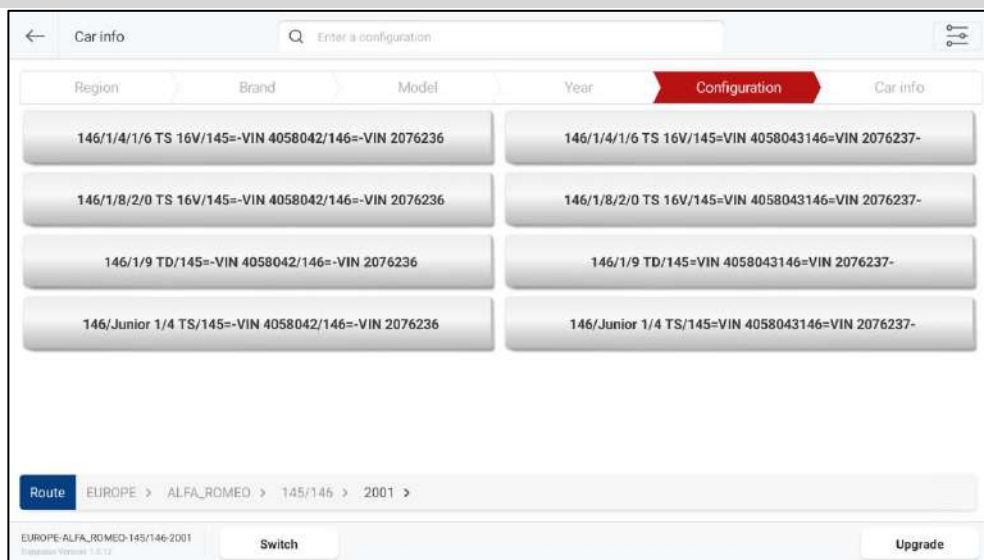 Car info
Enter a configuration
Region Brand Model Year Configuration Car info
146/1/4/1/6 TS 16V/145=-VIN 4058042/146=-VIN 2076236 146/1/4/1/6 TS 16V/145=VIN 4058043146=VIN 2076237-
146/1/8/2/0 TS 16V/145=-VIN 4058042/146=-VIN 2076236 146/1/8/2/0 TS 16V/145=VIN 4058043146=VIN 2076237-
146/1/9 TD/145=-VIN 4058042/146=-VIN 2076236 146/1/9 TD/145=VIN 4058043146=VIN 2076237-
146/Junior 1/4 TS/145=-VIN 4058042/146=-VIN 2076236 146/Junior 1/4 TS/145=VIN 4058043146=VIN 2076237-
Route EUROPE > ALFA_ROMEO > 145/146 > 2001 >
EUROPE-ALFA_ROMEO-145/146-2001
Database Version 1.0.12
Switch Upgrade